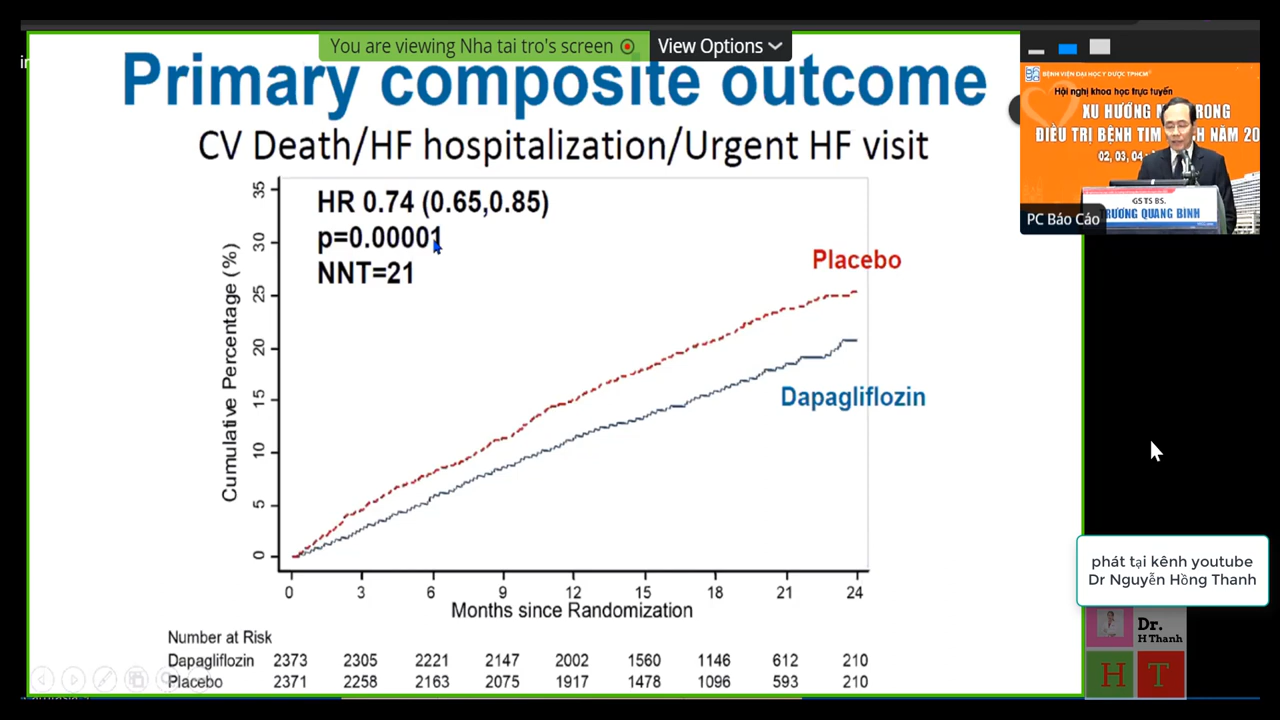 You are viewing Nha tai tro's screen
View Options
Primary composite outcome
CV Death/HF hospitalization/Urgent HF visit
HR 0.74 (0.65,0.85)
p=0.00001
NNT=21
Placebo
Dapagliflozin
Cumulative Percentage (%)
35
30
25
20
15
10
5
0
0 3 6 9 12 15 18 21 24
Months since Randomization
Number at Risk
Dapagliflozin 2373 2305 2221 2147 2002 1560 1146 612 210
Placebo 2371 2258 2163 2075 1917 1478 1096 593 210
BỆNH VIỆN ĐẠI HỌC Y DƯỢC TPHCM
Hội nghị khoa học trực tuyến
XU HƯỚNG TRONG
ĐIỀU TRỊ BỆNH TIM NĂM 20
02, 03, 04
GS TS BS.
TRƯƠNG QUANG BÌNH
PC Báo Cáo
phát tại kênh youtube
Dr Nguyễn Hồng Thanh
Dr.
H Thanh
H T